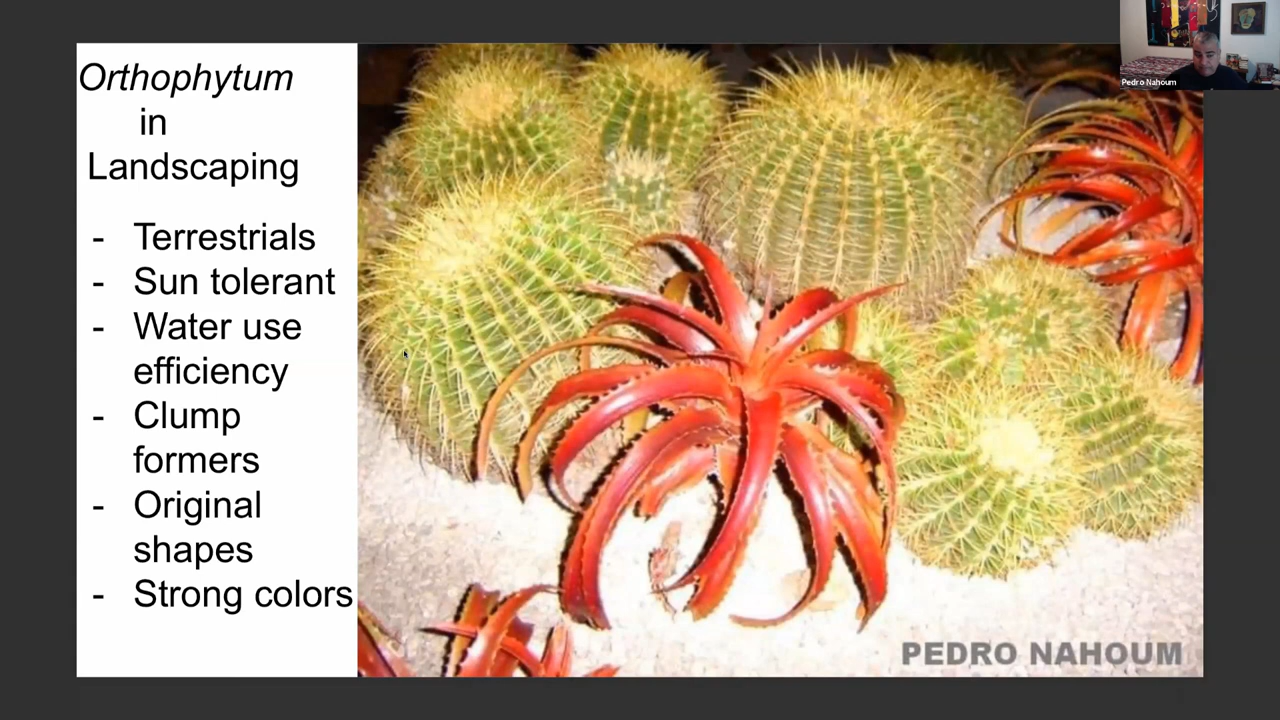 Orthophytum
in
Landscaping
- Terrestrials
- Sun tolerant
- Water use
efficiency
- Clump
formers
- Original
shapes
- Strong colors
PEDRO NAHOUM
Pedro Nahoum